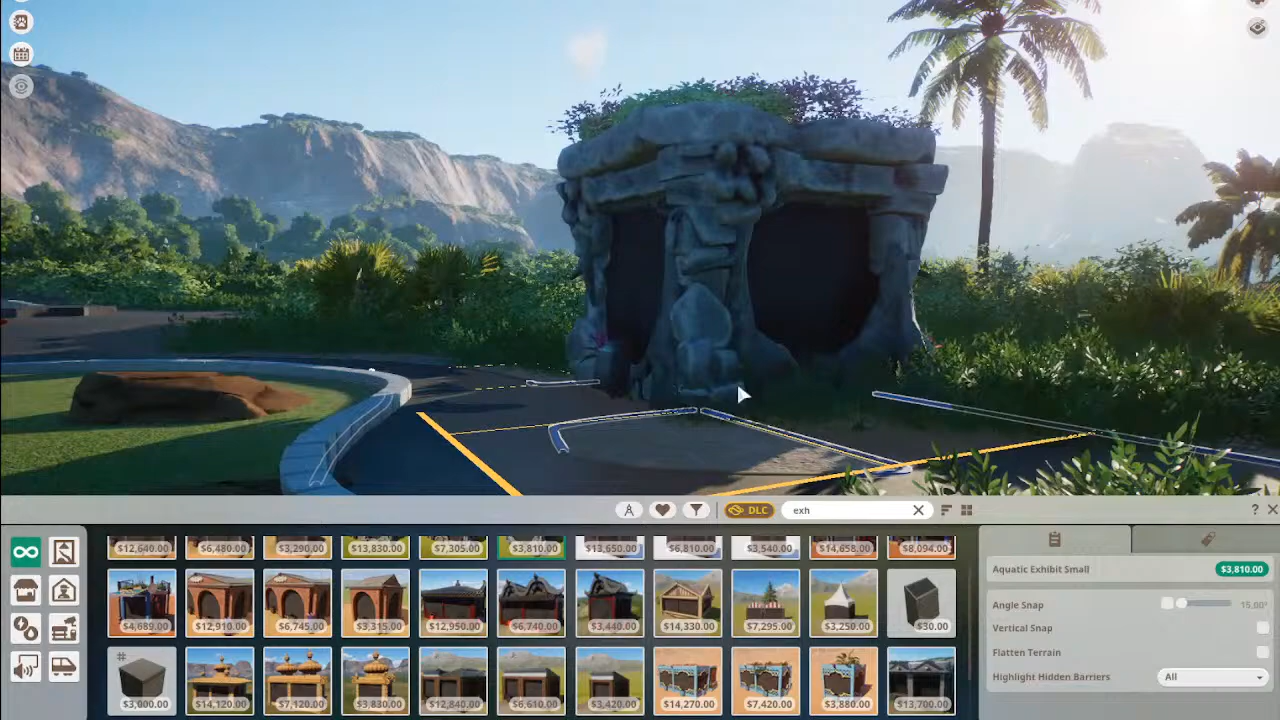 DLC
exh
?
$12,640.00 $6,480.00 $3,290.00 $13,830.00 $7,305.00 $3,810.00 $13,650.00 $6,810.00 $3,540.00 $14,658.00 $8,094.00
$4,689.00 $12,910.00 $6,745.00 $3,315.00 $12,950.00 $6,740.00 $3,440.00 $14,330.00 $7,295.00 $3,250.00 $30.00
#
$3,000.00 $14,120.00 $7,120.00 $3,830.00 $12,840.00 $6,610.00 $3,420.00 $14,270.00 $7,420.00 $3,880.00 $13,700.00
Aquatic Exhibit Small $3,810.00
Angle Snap 15.00°
Vertical Snap
Flatten Terrain
Highlight Hidden Barriers All